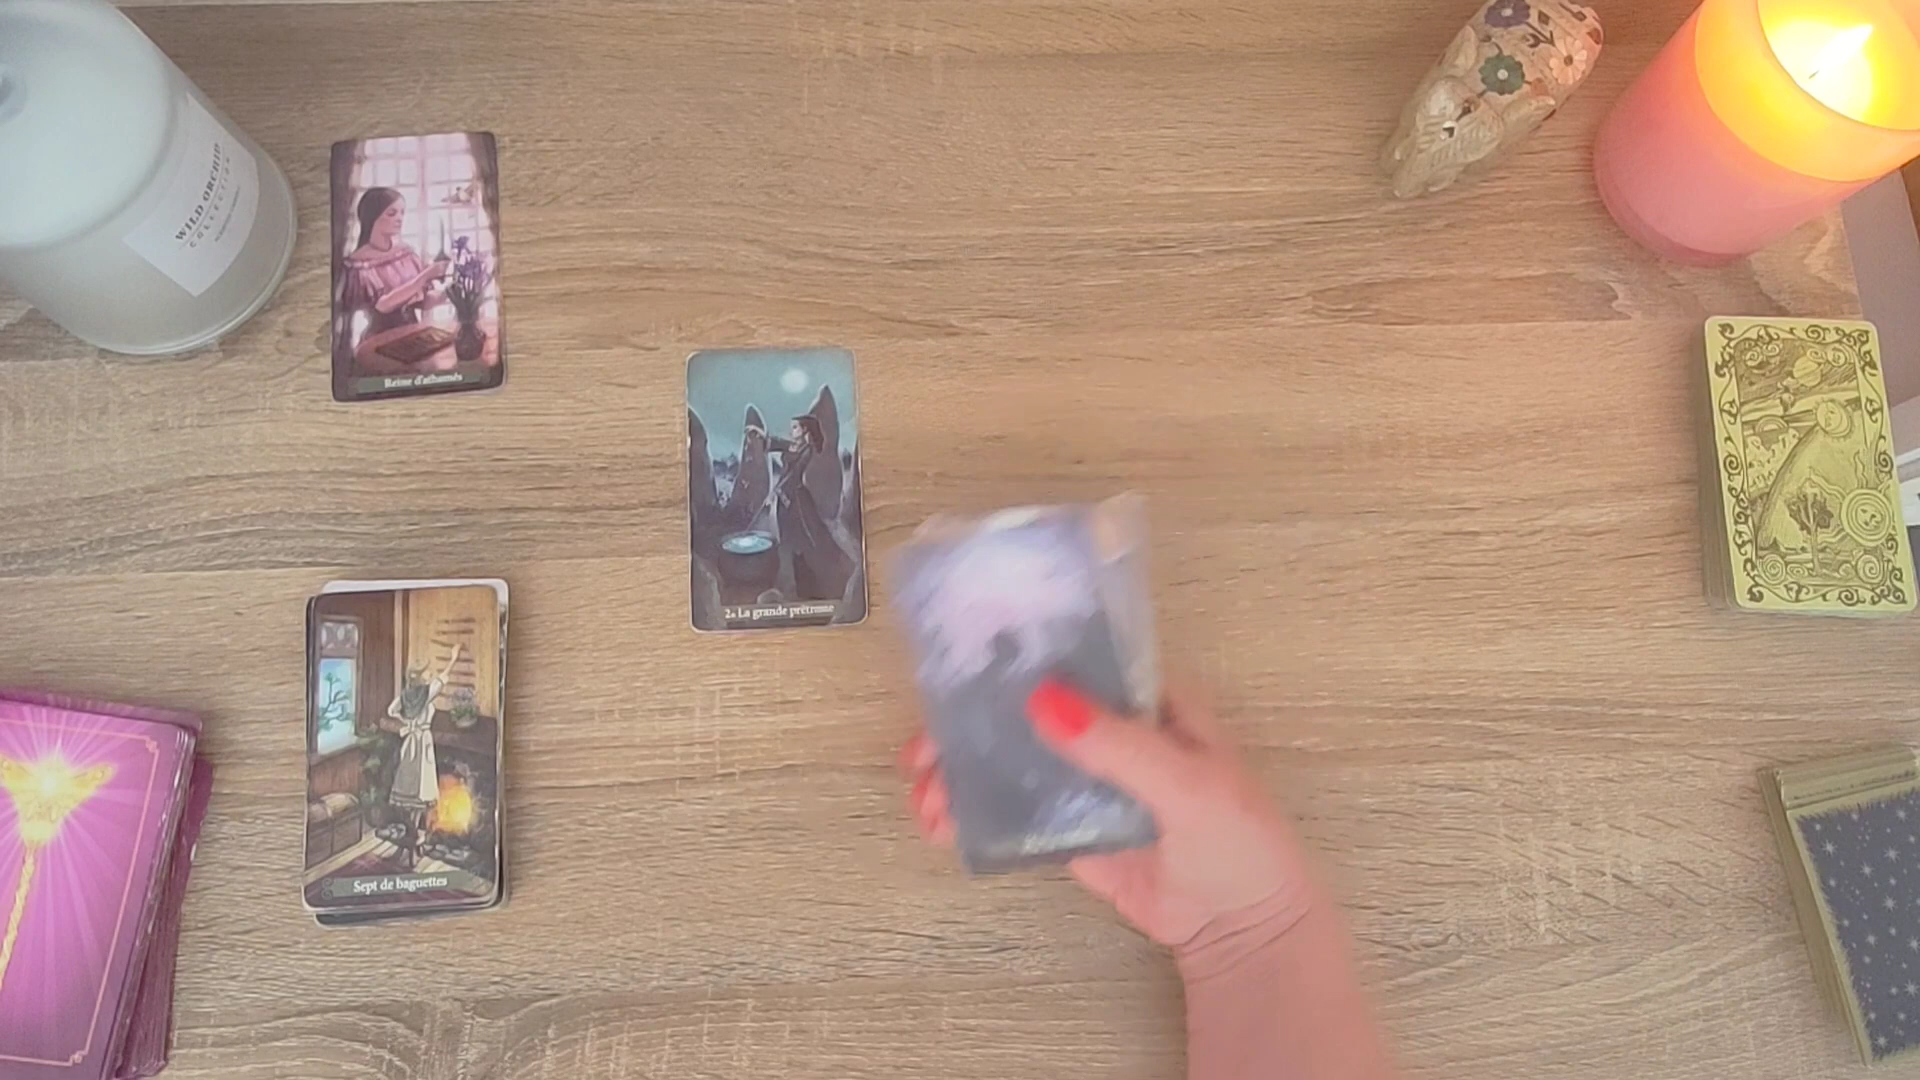 WILD ORCHID
COLLECTION
Reine d'athamés
2. La grande prêtresse
Sept de baguettes